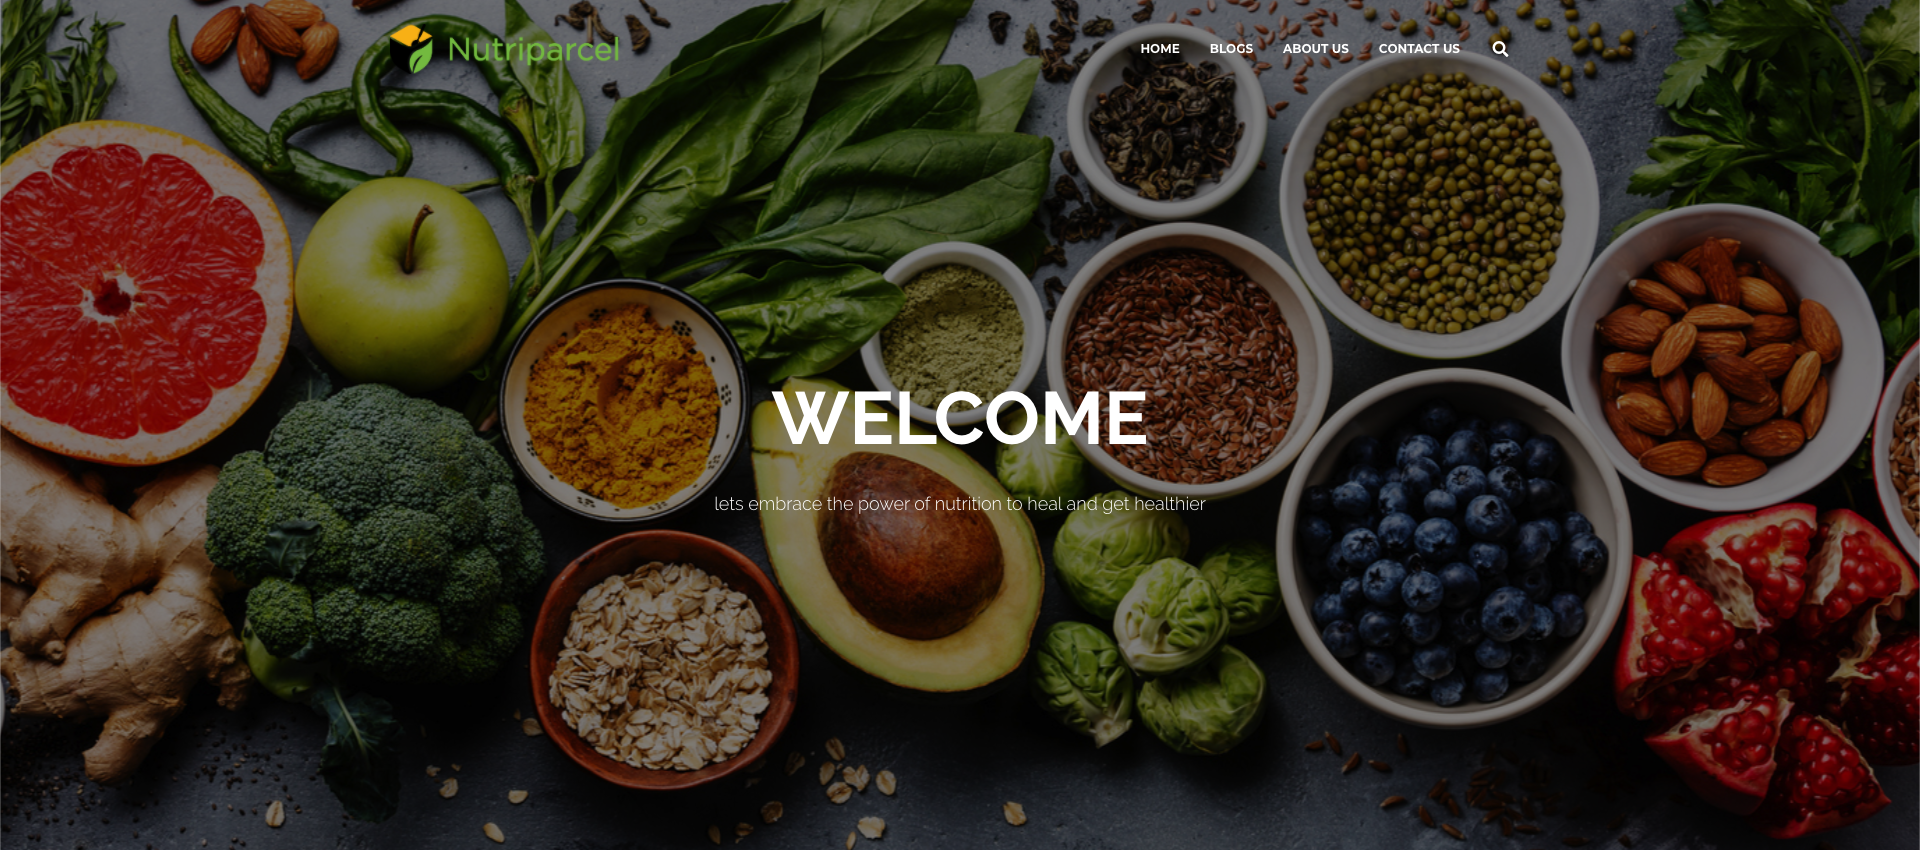 Nutriparcel
HOME BLOGS ABOUT US CONTACT US
WELCOME
lets embrace the power of nutrition to heal and get healthier